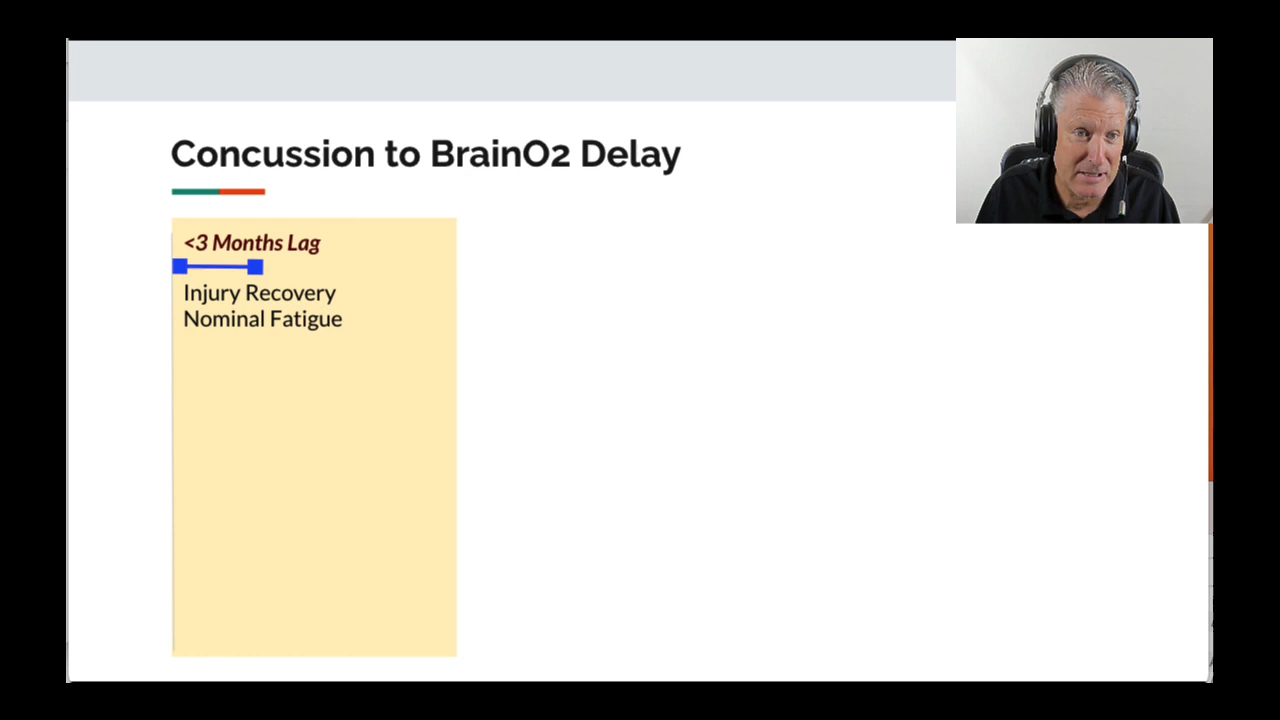 Concussion to BrainO2 Delay
<3 Months Lag
Injury Recovery
Nominal Fatigue